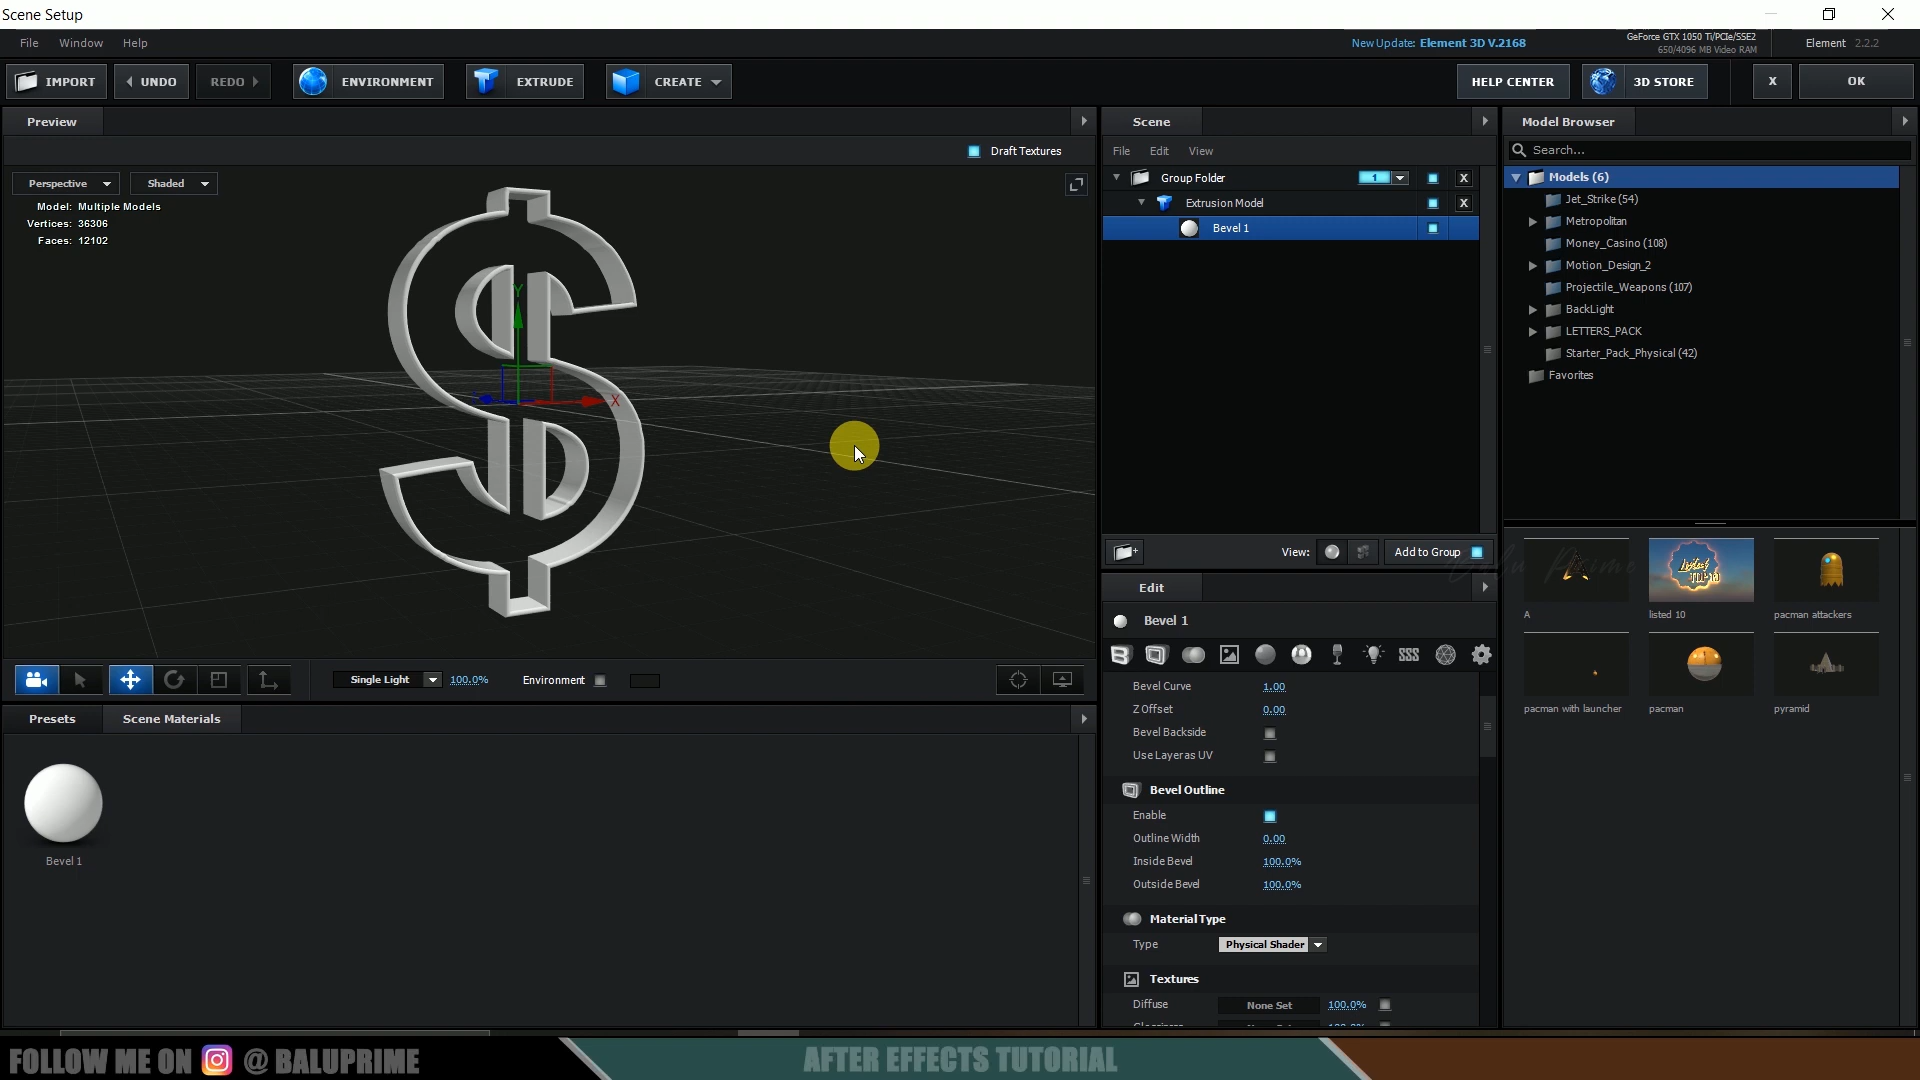 Scene Setup
File Window Help
New Update: Element 3D V.2168
GeForce GTX 1050 Ti/PCIe/SSE2
650/4096 MB Video RAM
Element 2.2.2
IMPORT UNDO REDO ENVIRONMENT EXTRUDE CREATE HELP CENTER 3D STORE X OK
Preview
Draft Textures
Perspective Shaded
Model: Multiple Models
Vertices: 36306
Faces: 12102
Y
X
Single Light 100.0% Environment
Presets Scene Materials
Bevel 1
Scene
File Edit View
Group Folder 1 X
Extrusion Model X
Bevel 1
View: Add to Group
Edit
Bevel 1
Bevel Curve 1.00
Z Offset 0.00
Bevel Backside
Use Layer as UV
Bevel Outline
Enable
Outline Width 0.00
Inside Bevel 100.0%
Outside Bevel 100.0%
Material Type
Type Physical Shader
Textures
Diffuse None Set 100.0%
Model Browser
Search...
Models (6)
Jet_Strike (54)
Metropolitan
Money_Casino (108)
Motion_Design_2
Projectile_Weapons (107)
BackLight
LETTERS_PACK
Starter_Pack_Physical (42)
Favorites
Balu Prime
A listed 10 pacman attackers
pacman with launcher pacman pyramid
FOLLOW ME ON @ BALUPRIME
AFTER EFFECTS TUTORIAL